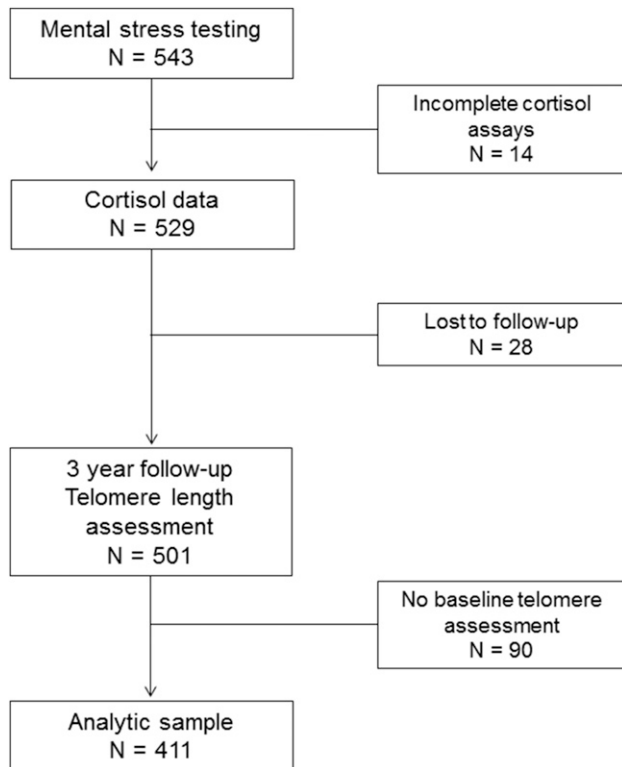 Mental stress testing
N = 543
Incomplete cortisol
assays
N = 14
Cortisol data
N = 529
Lost to follow-up
N = 28
3 year follow-up
Telomere length
assessment
N = 501
No baseline telomere
assessment
N = 90
Analytic sample
N = 411